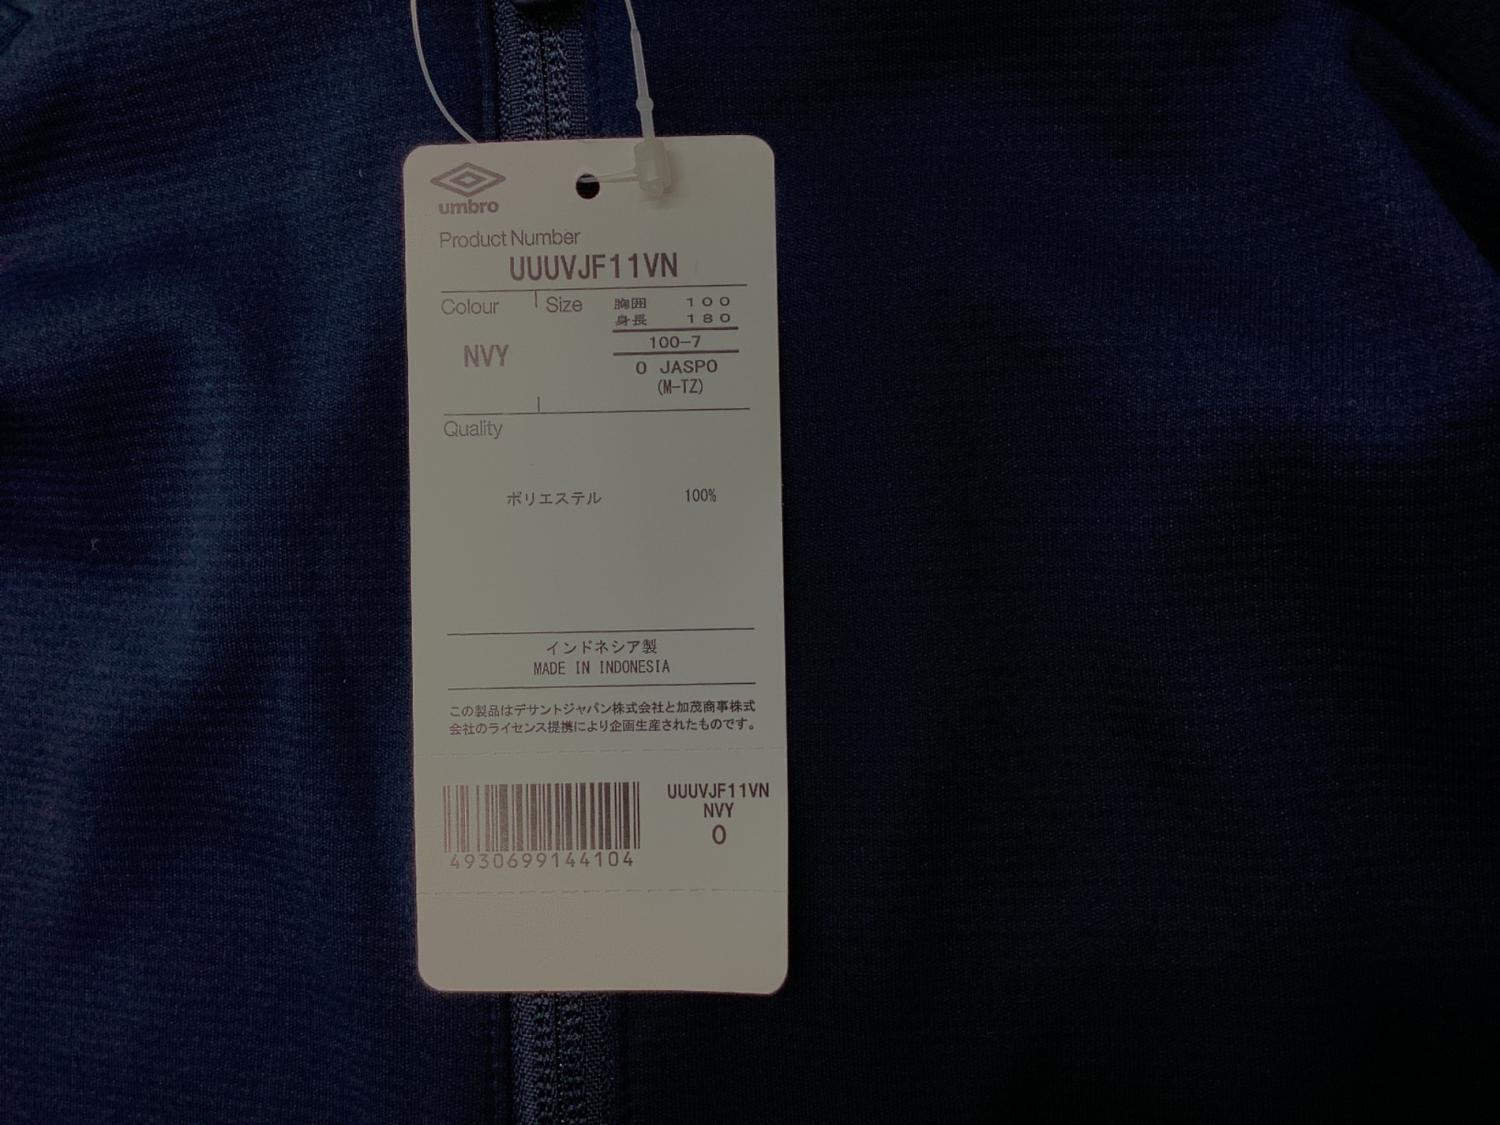 umbro
Product Number
UUUVJF11VN
Colour Size 胸囲 100
身長 180
100-7
NVY O JASPO
(M-TZ)
Quality
ポリエステル 100%
インドネシア製
MADE IN INDONESIA
この製品はデサントジャパン株式会社と加茂商事株式
会社のライセンス提携により企画生産されたものです。
UUUVJF11VN
NVY
O
4930699144104